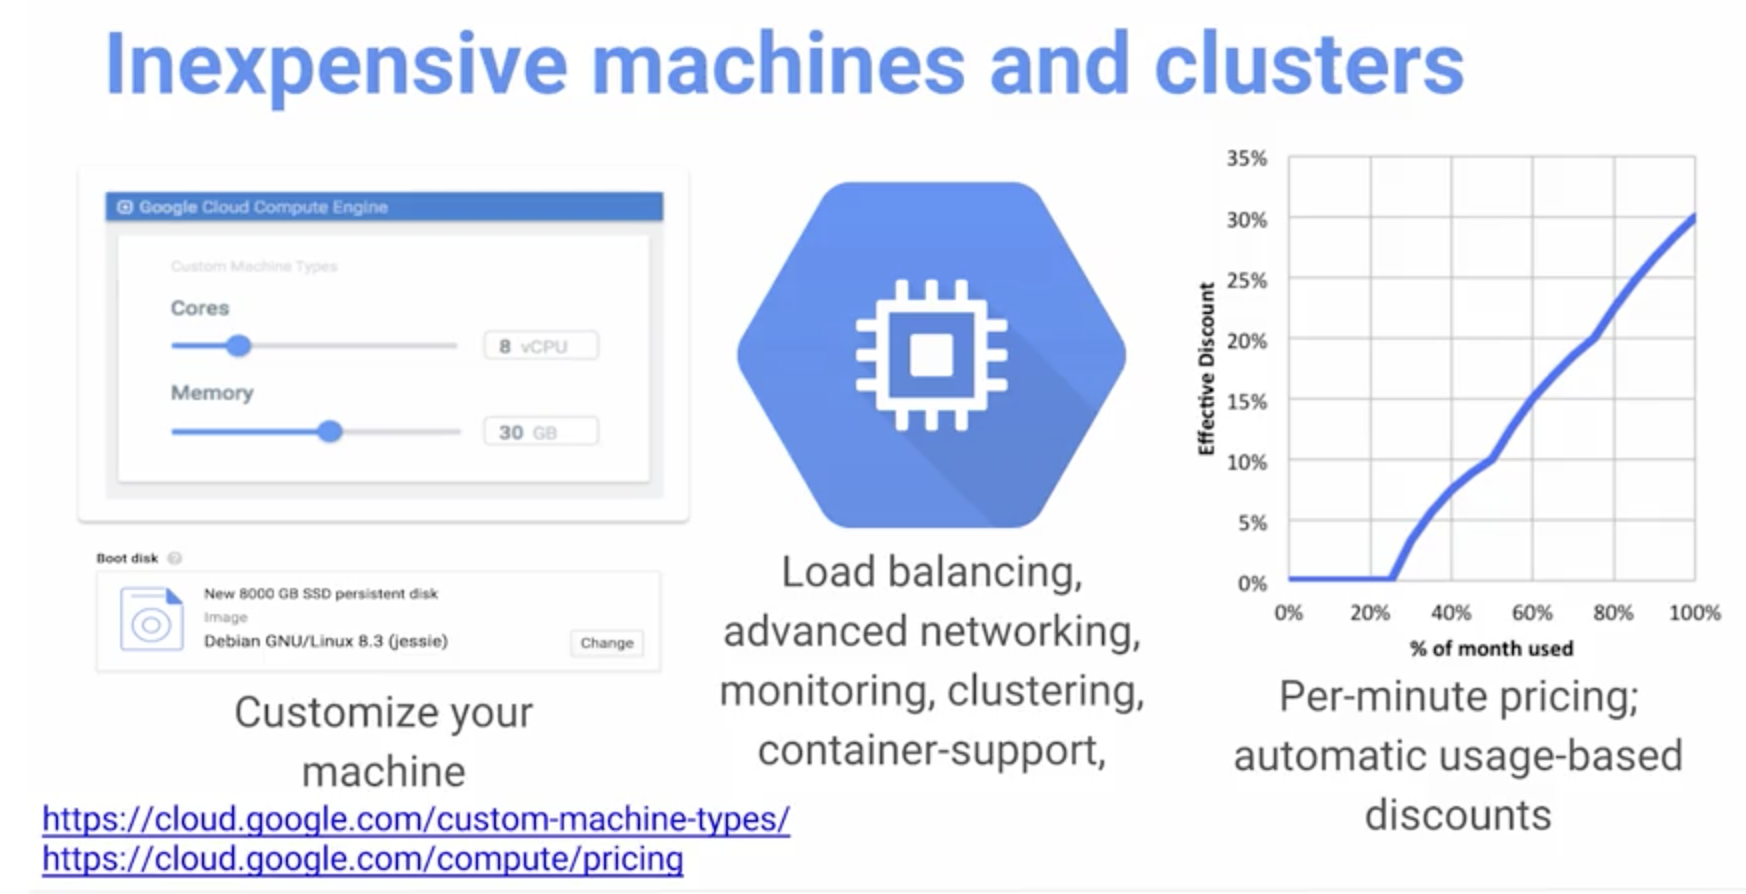 Inexpensive machines and clusters
Google Cloud Compute Engine
Custom Machine Types
Cores
8 vCPU
Memory
30 GB
Boot disk
New 8000 GB SSD persistent disk
Image
Debian GNU/Linux 8.3 (jessie)
Change
Customize your
machine
https://cloud.google.com/custom-machine-types/
https://cloud.google.com/compute/pricing
Load balancing,
advanced networking,
monitoring, clustering,
container-support,
Effective Discount
35%
30%
25%
20%
15%
10%
5%
0%
0% 20% 40% 60% 80% 100%
% of month used
Per-minute pricing;
automatic usage-based
discounts